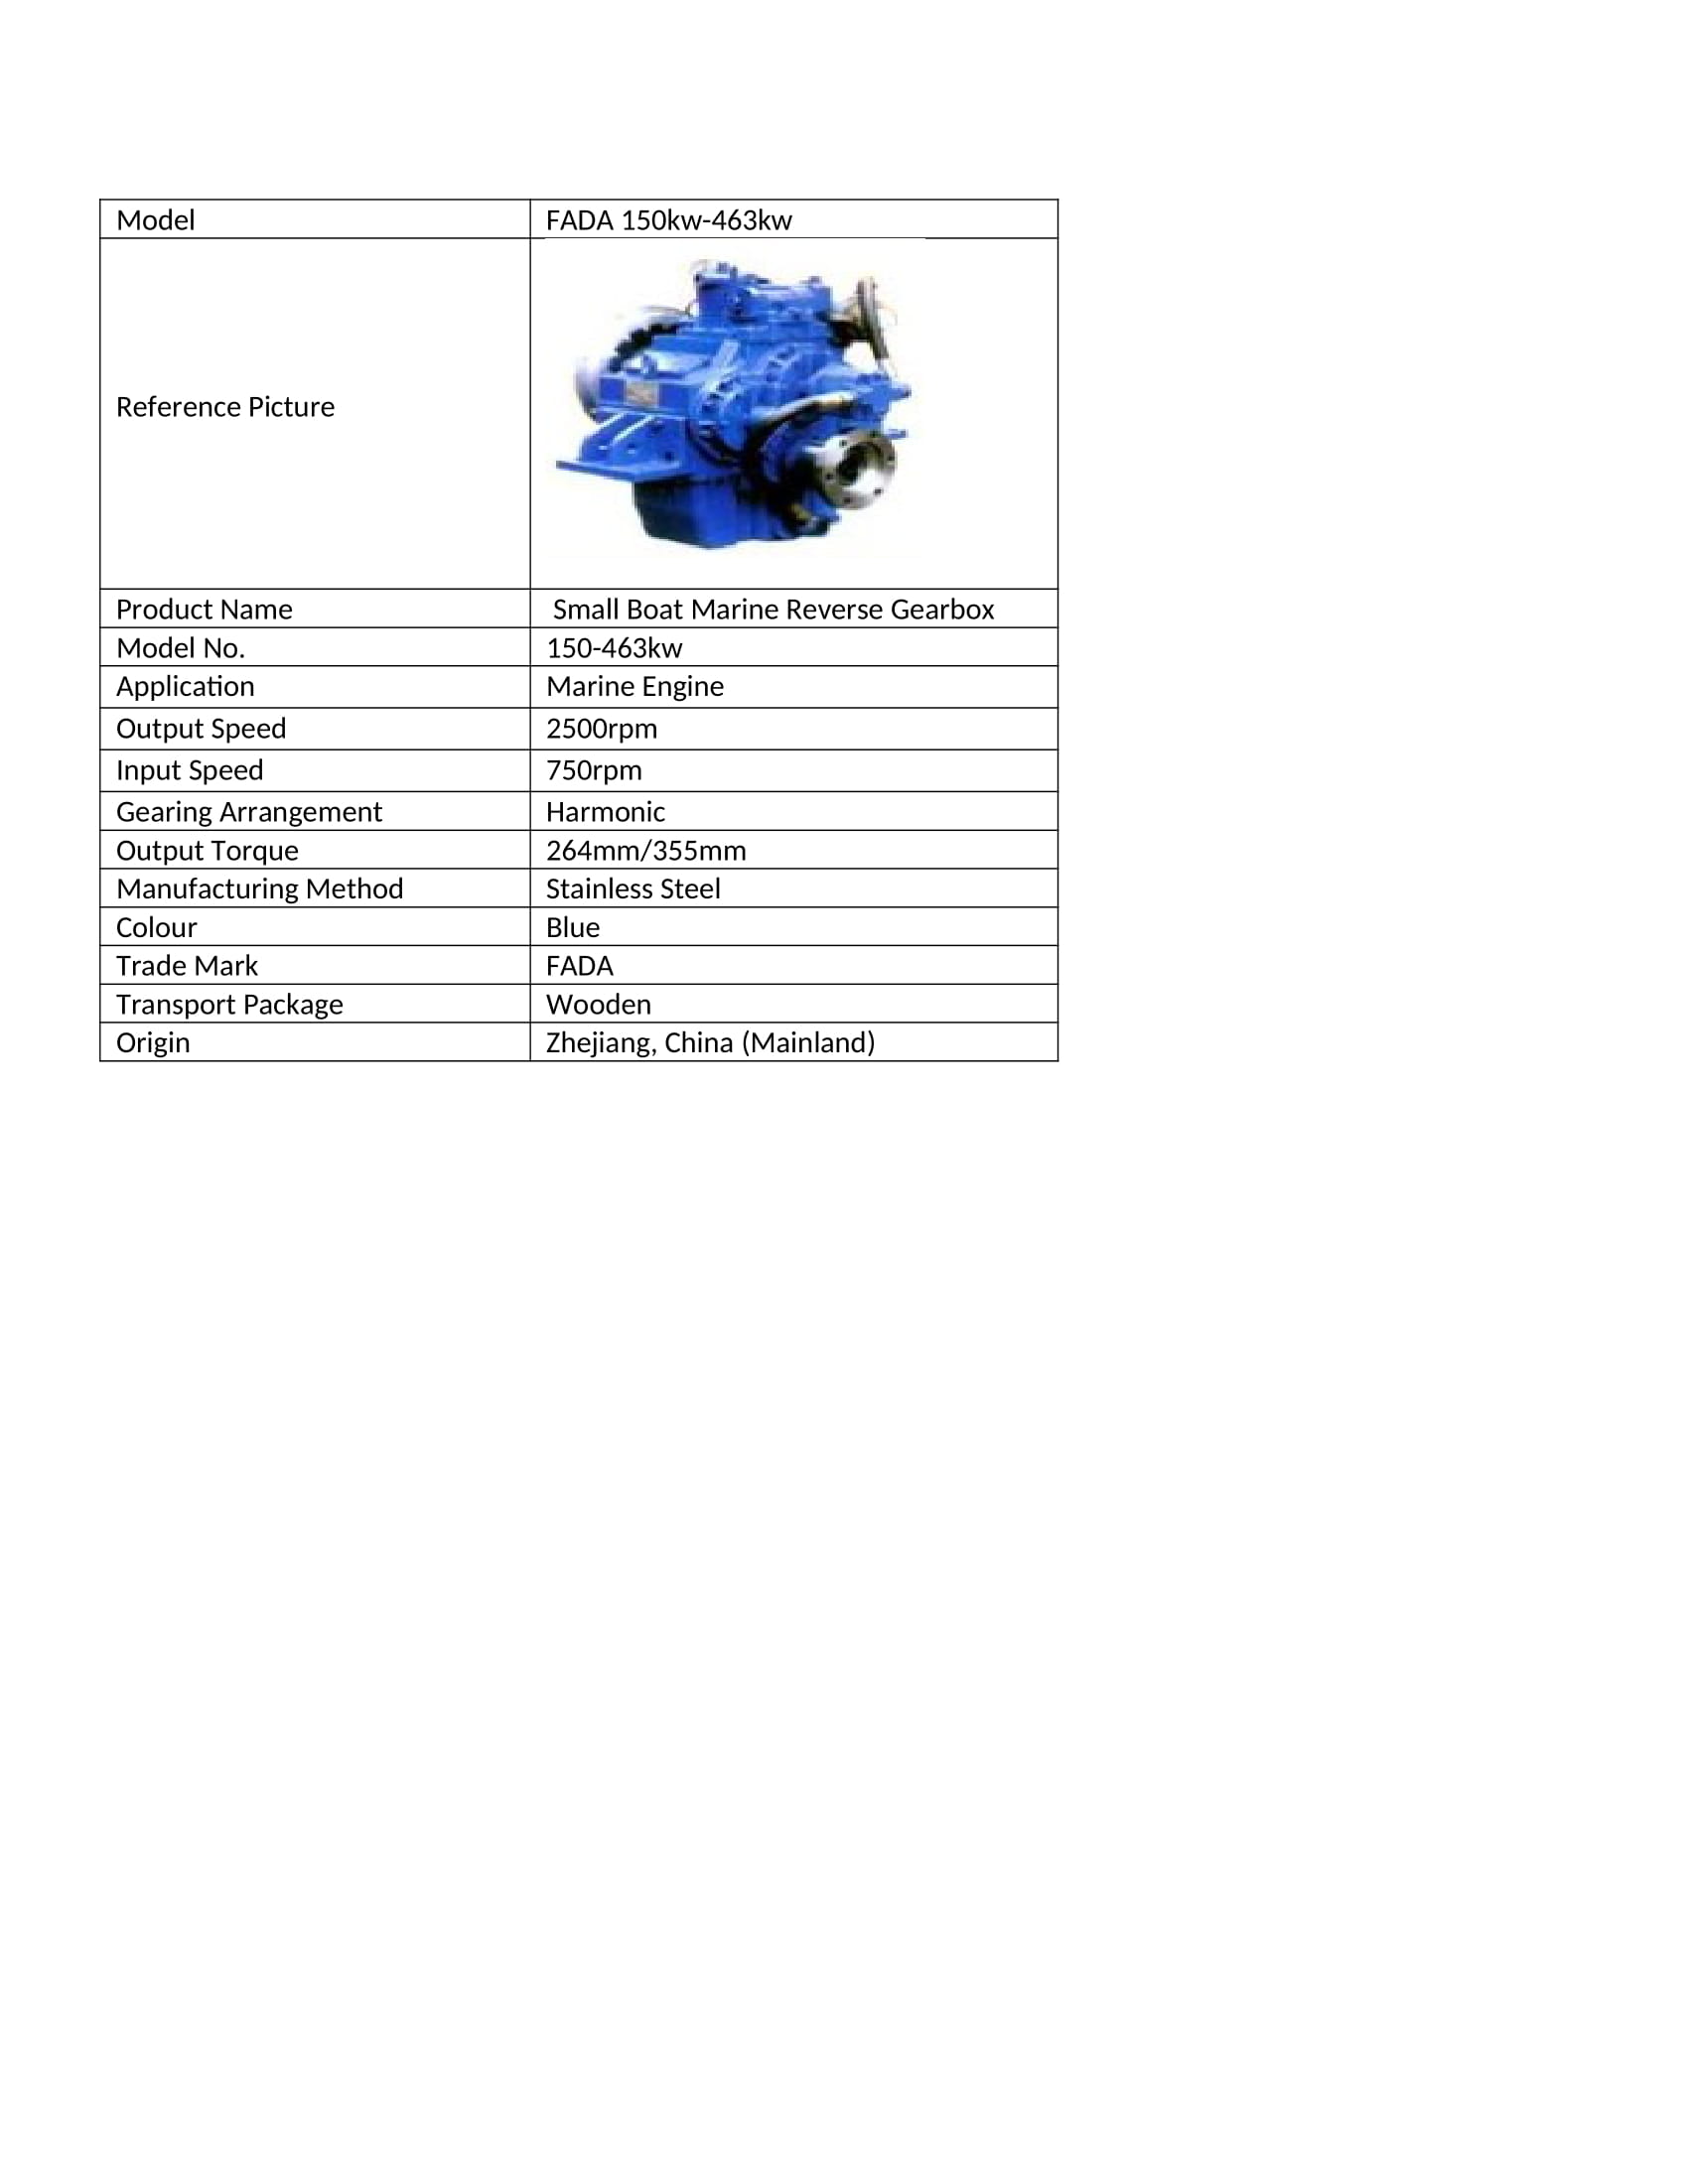 Model FADA 150kw-463kw
Reference Picture
Product Name Small Boat Marine Reverse Gearbox
Model No. 150-463kw
Application Marine Engine
Output Speed 2500rpm
Input Speed 750rpm
Gearing Arrangement Harmonic
Output Torque 264mm/355mm
Manufacturing Method Stainless Steel
Colour Blue
Trade Mark FADA
Transport Package Wooden
Origin Zhejiang, China (Mainland)